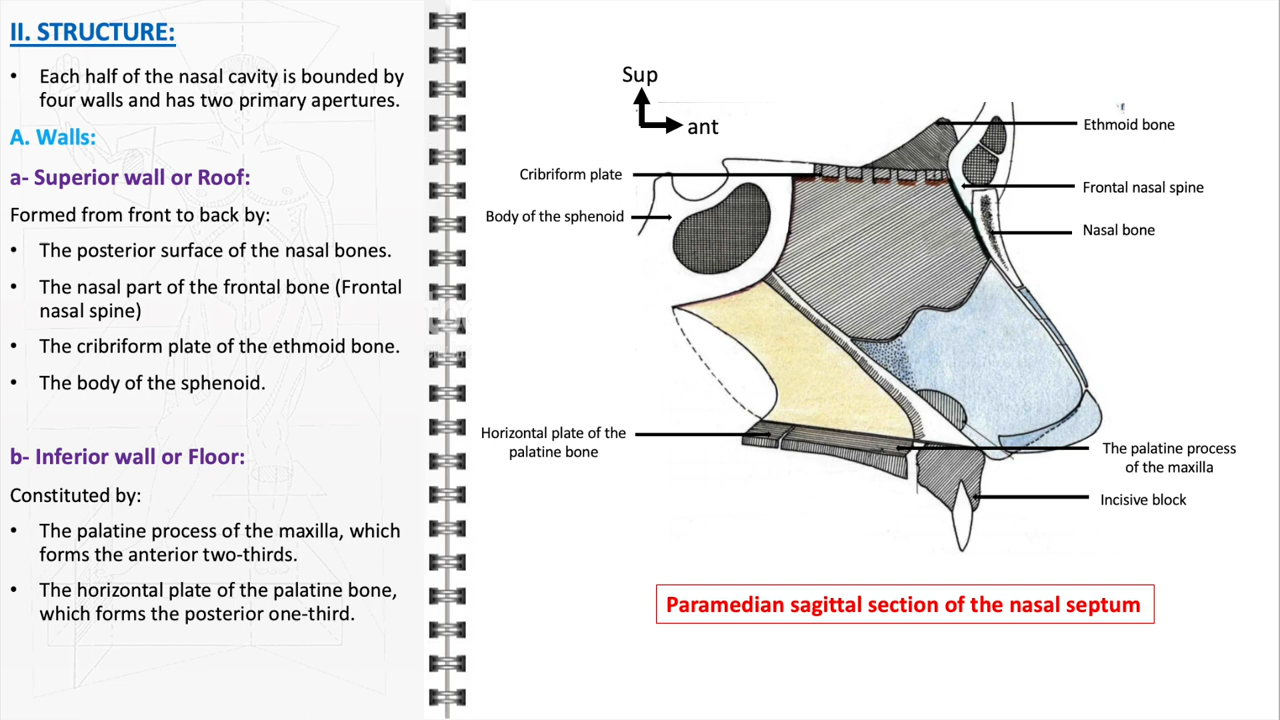 II. STRUCTURE:
• Each half of the nasal cavity is bounded by
four walls and has two primary apertures.
A. Walls:
a- Superior wall or Roof:
Formed from front to back by:
• The posterior surface of the nasal bones.
• The nasal part of the frontal bone (Frontal
nasal spine)
• The cribriform plate of the ethmoid bone.
• The body of the sphenoid.
b- Inferior wall or Floor:
Constituted by:
• The palatine process of the maxilla, which
forms the anterior two-thirds.
• The horizontal plate of the palatine bone,
which forms the posterior one-third.
Sup
ant
Ethmoid bone
Cribriform plate
Frontal nasal spine
Body of the sphenoid
Nasal bone
Horizontal plate of the
palatine bone
The palatine process
of the maxilla
Incisive block
Paramedian sagittal section of the nasal septum